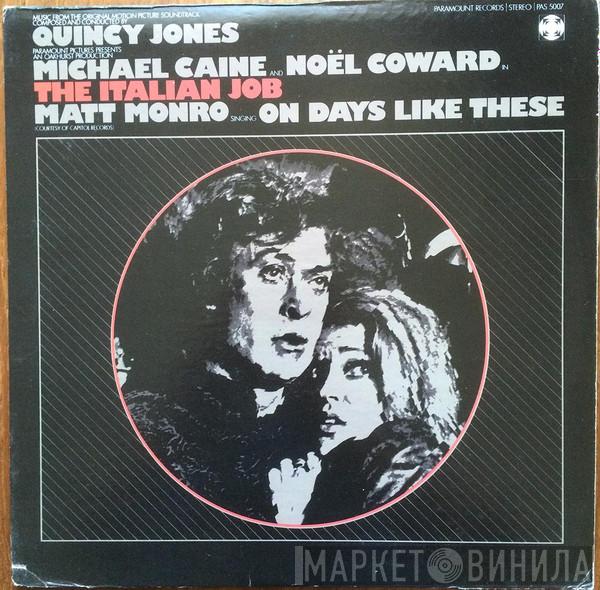 MUSIC FROM THE ORIGINAL MOTION PICTURE SOUNDTRACK
PARAMOUNT RECORDS | STEREO | PAS 5007
COMPOSED AND CONDUCTED BY
QUINCY JONES
PARAMOUNT PICTURES PRESENTS
AN OAKHURST PRODUCTION
MICHAEL CAINE AND NOËL COWARD IN
THE ITALIAN JOB
MATT MONRO SINGING ON DAYS LIKE THESE
(COURTESY OF CAPITOL RECORDS)
МАРКЕТ ВИНИЛА